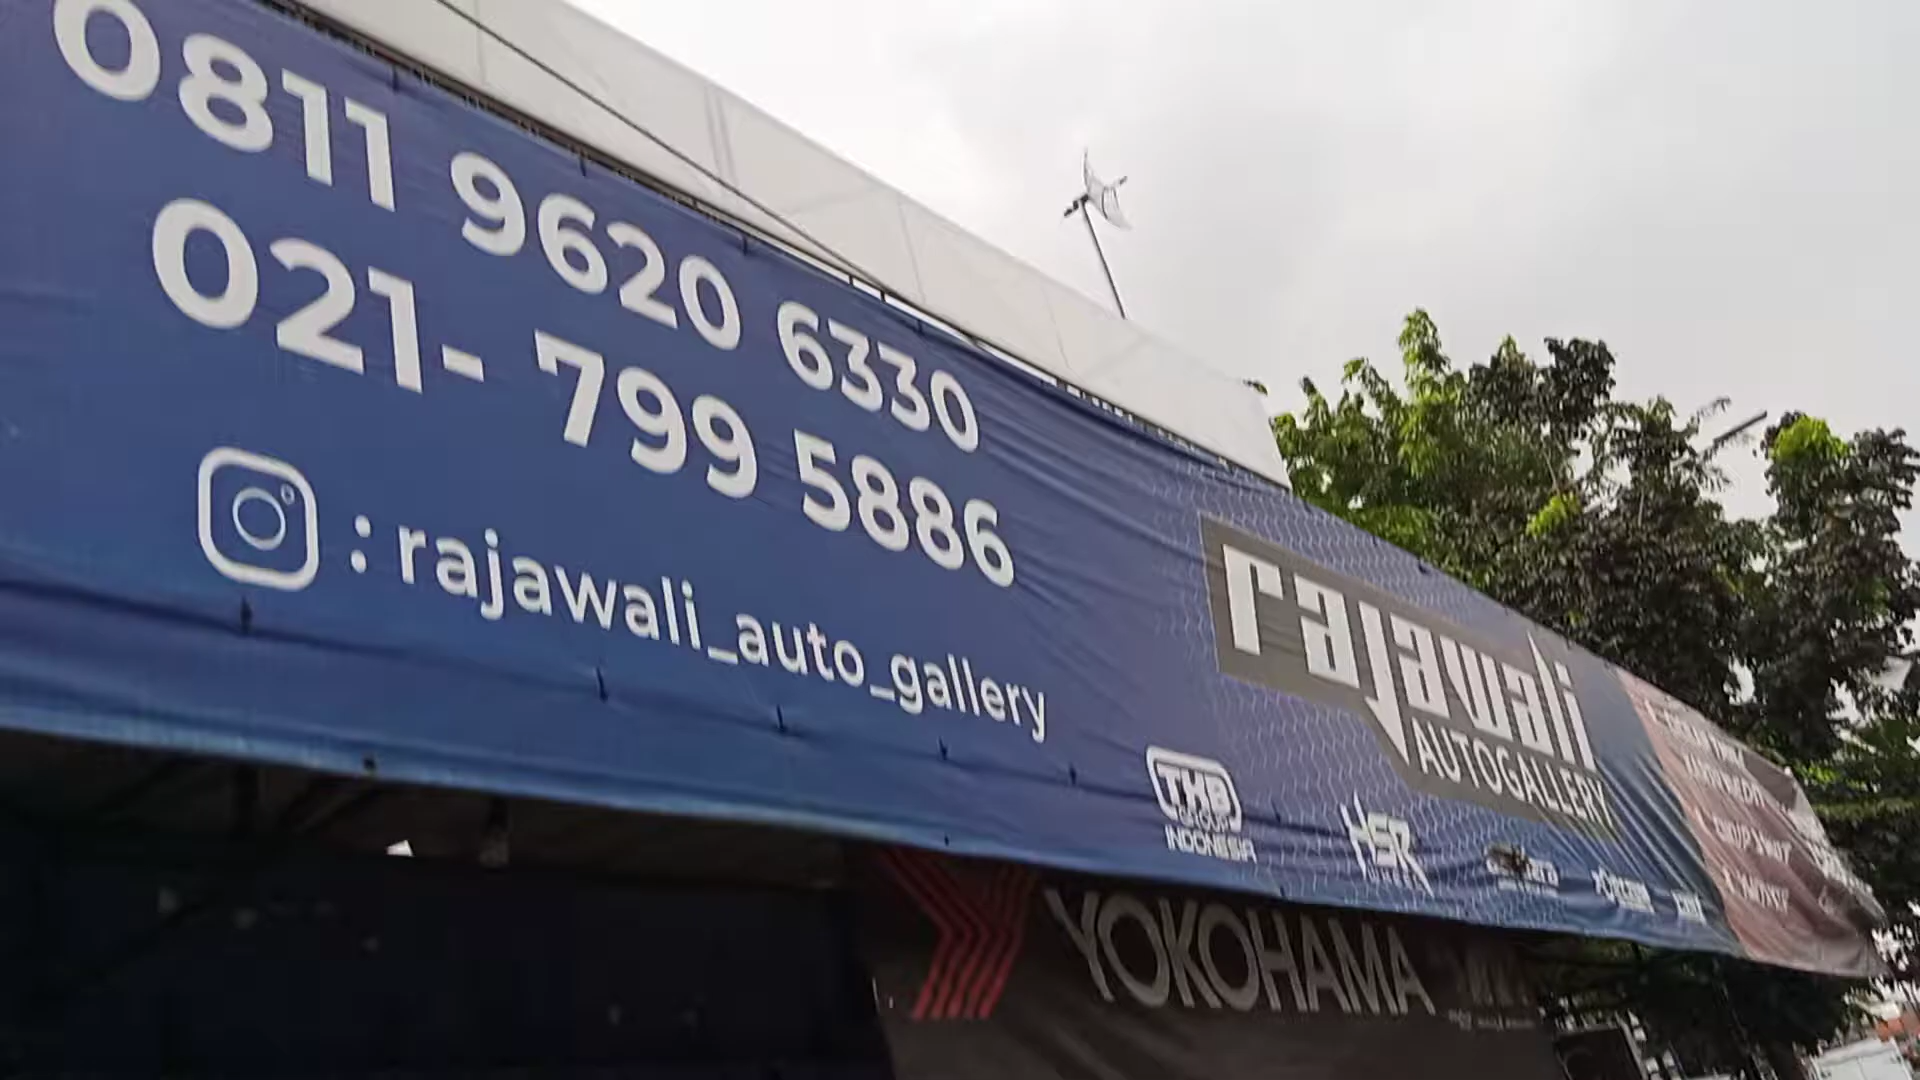 0811 9620 6330
021- 799 5886
: rajawali_auto_gallery
rajawali
AUTOGALLERY
THB
INDONESIA
HSR
YOKOHAMA